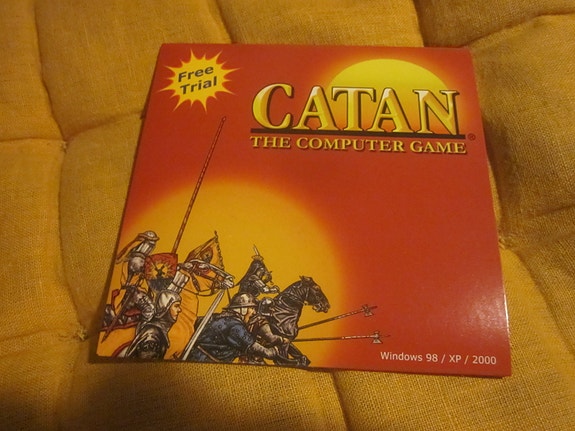 Free
Trial
CATAN®
THE COMPUTER GAME
Windows 98 / XP / 2000